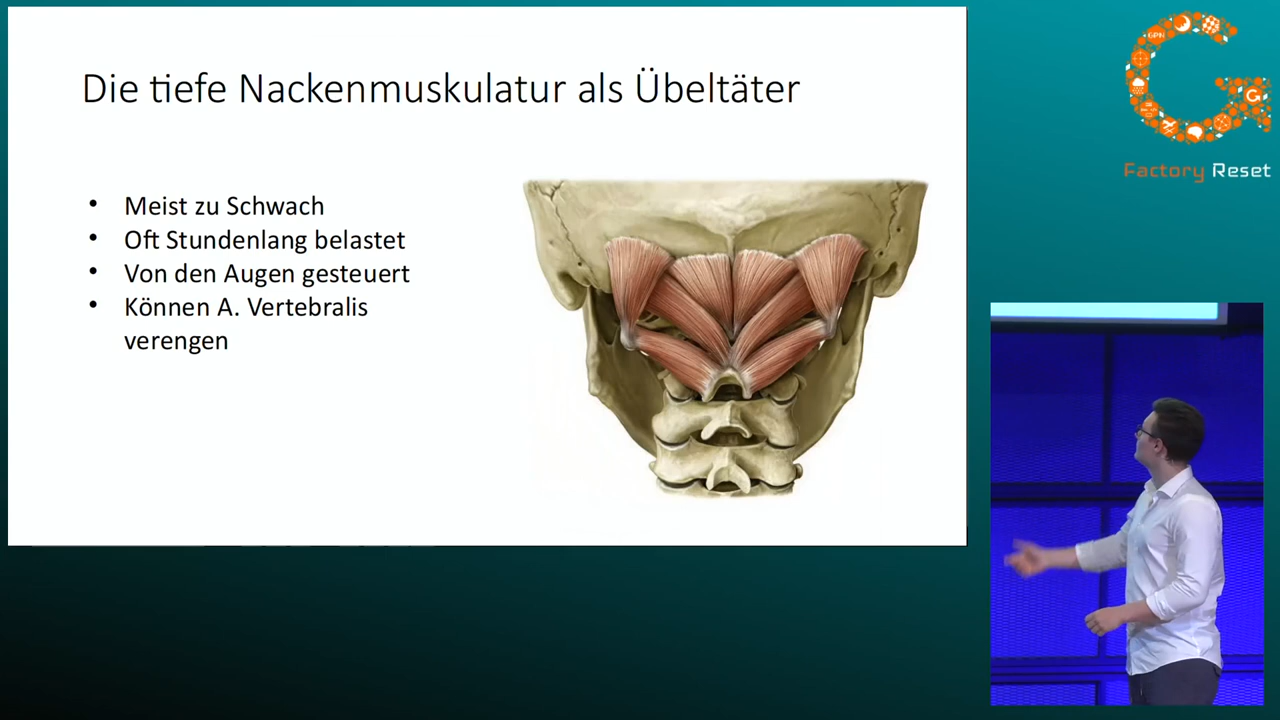 Die tiefe Nackenmuskulatur als Übeltäter
• Meist zu Schwach
• Oft Stundenlang belastet
• Von den Augen gesteuert
• Können A. Vertebralis
verengen
GPN
G
Factory Reset